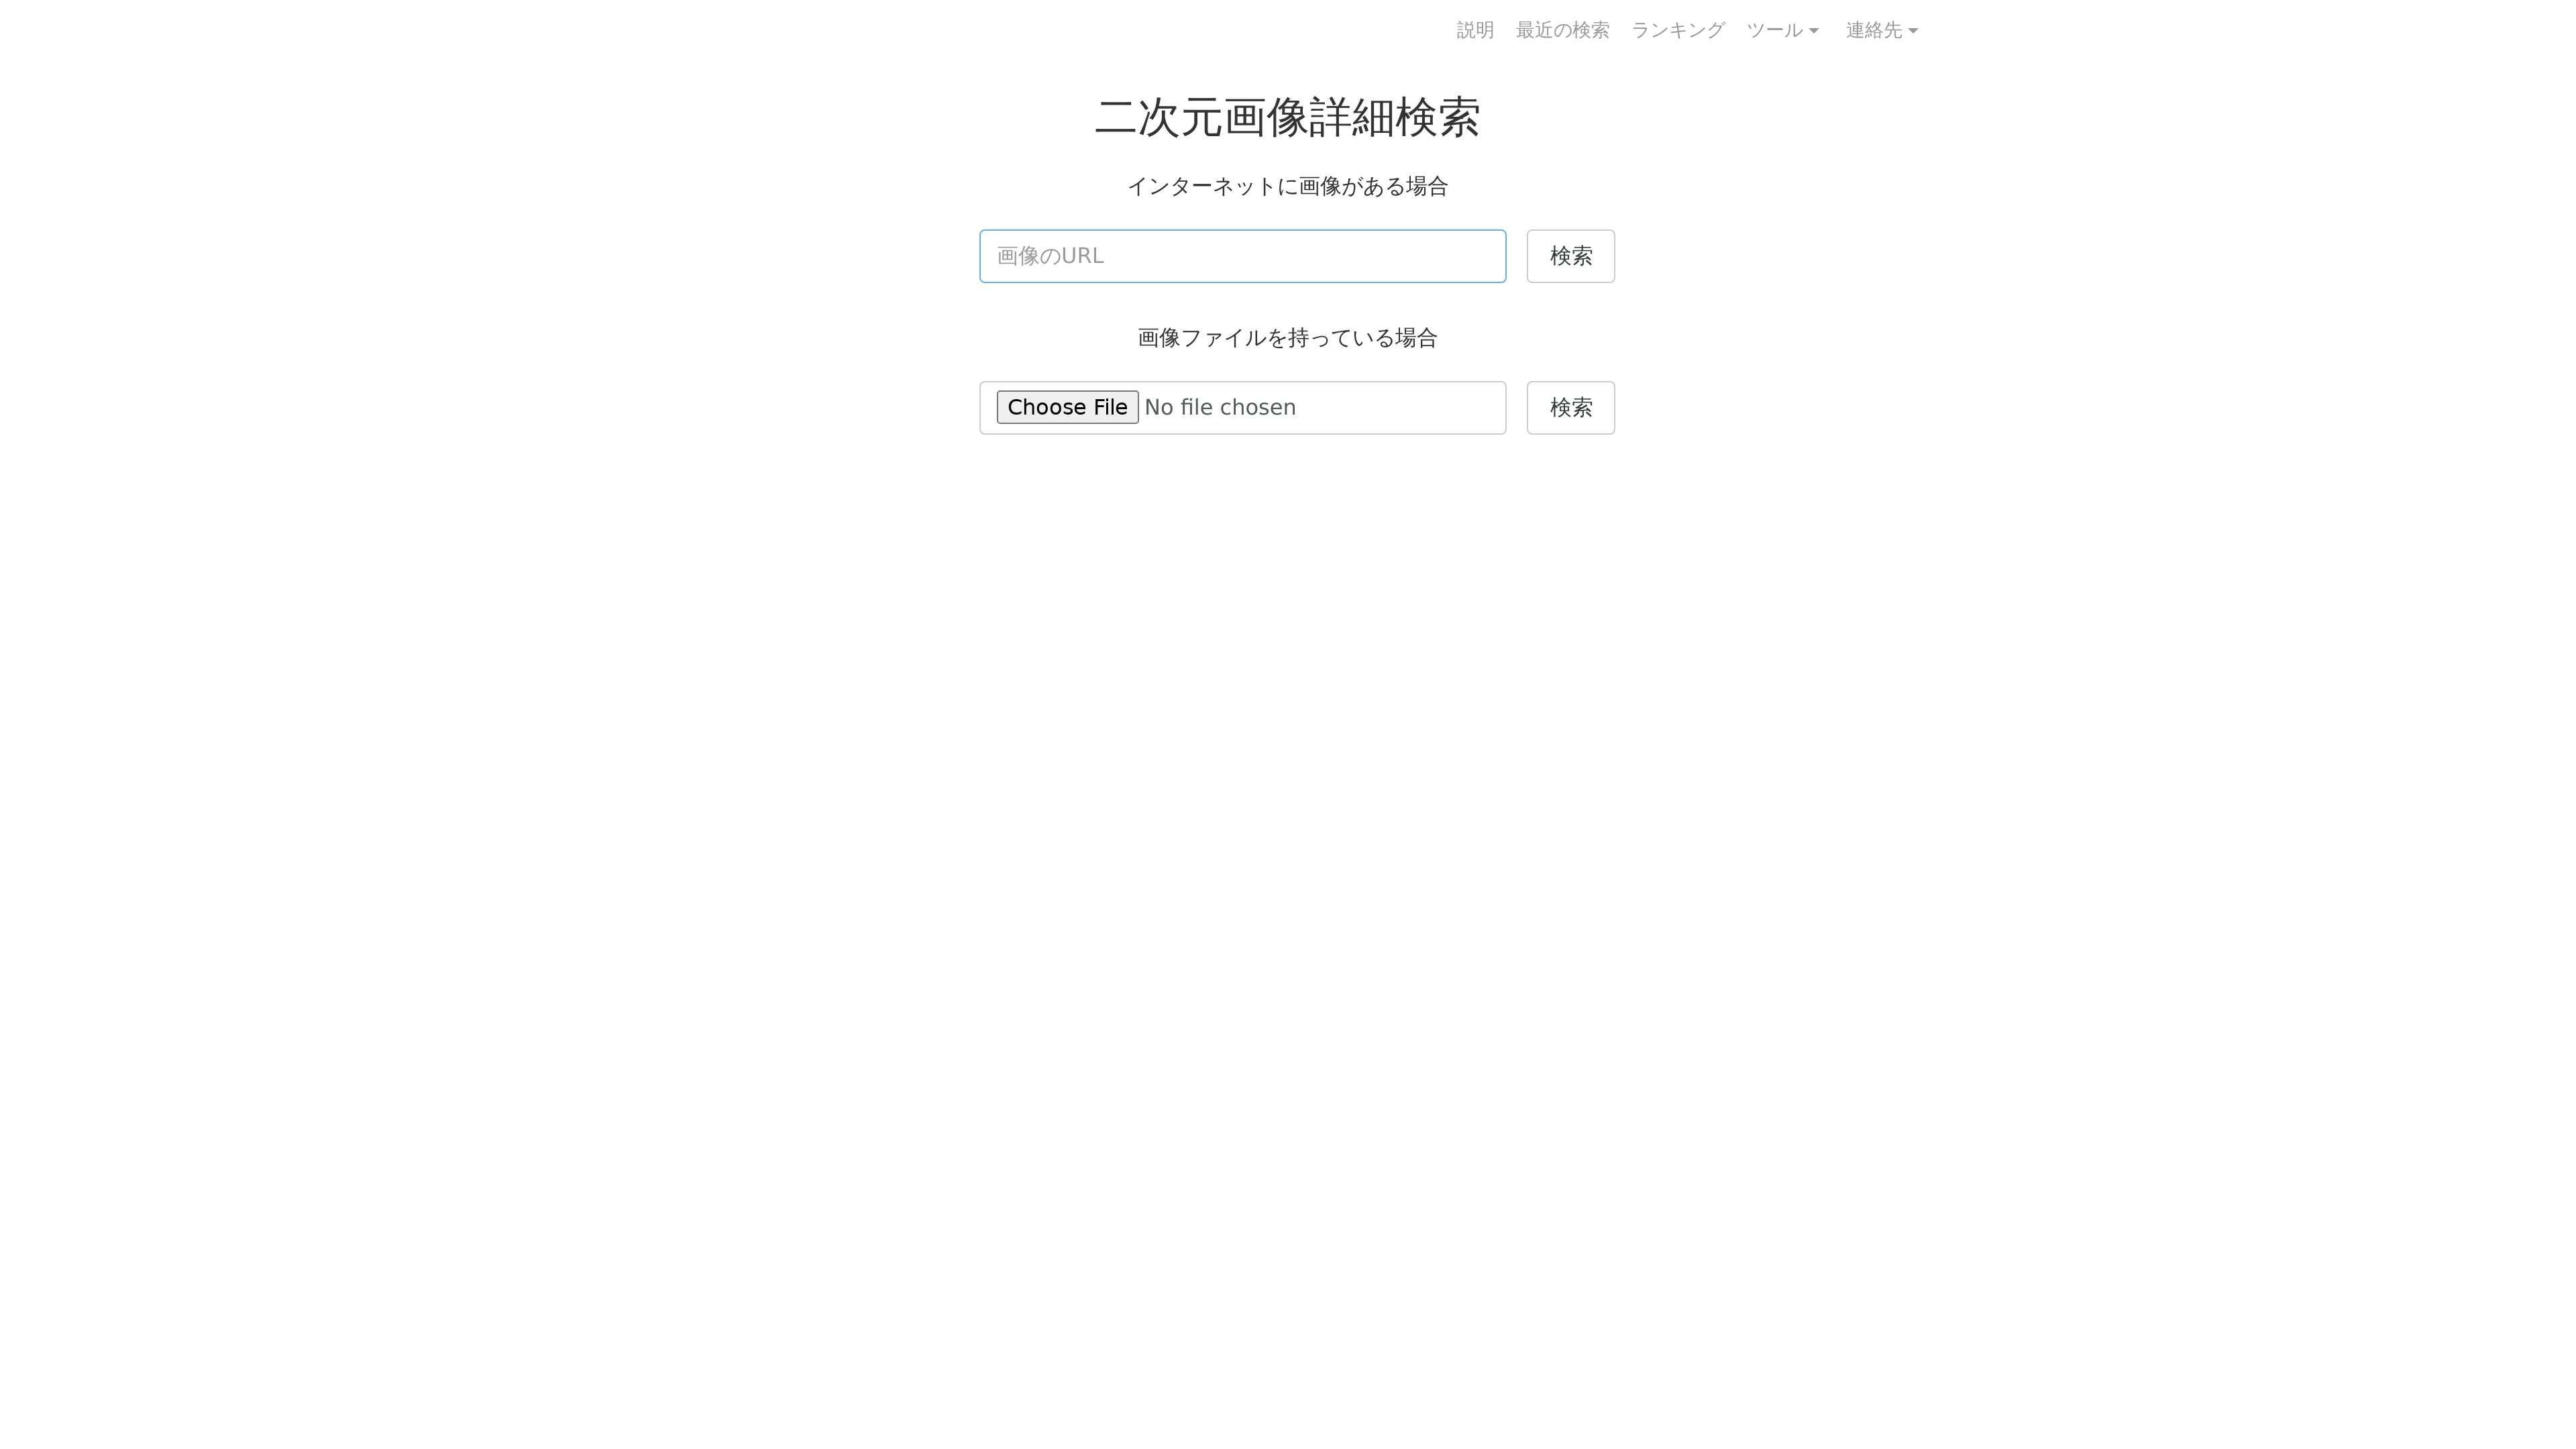 説明 最近の検索 ランキング ツール 連絡先
二次元画像詳細検索
インターネットに画像がある場合
画像のURL 検索
画像ファイルを持っている場合
Choose File No file chosen 検索